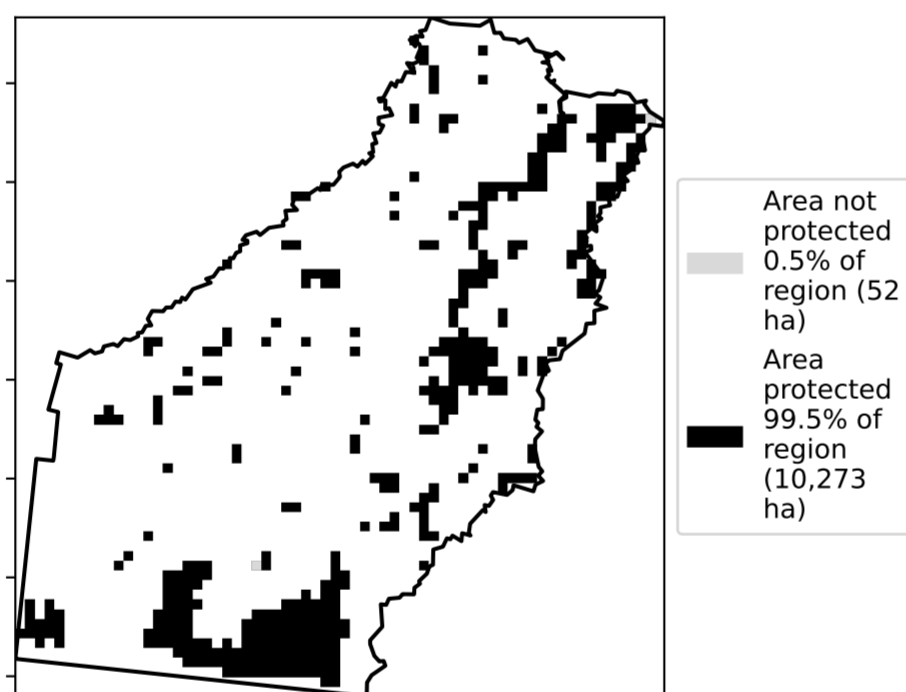 Area not
protected
0.5% of
region (52
ha)
Area
protected
99.5% of
region
(10,273
ha)